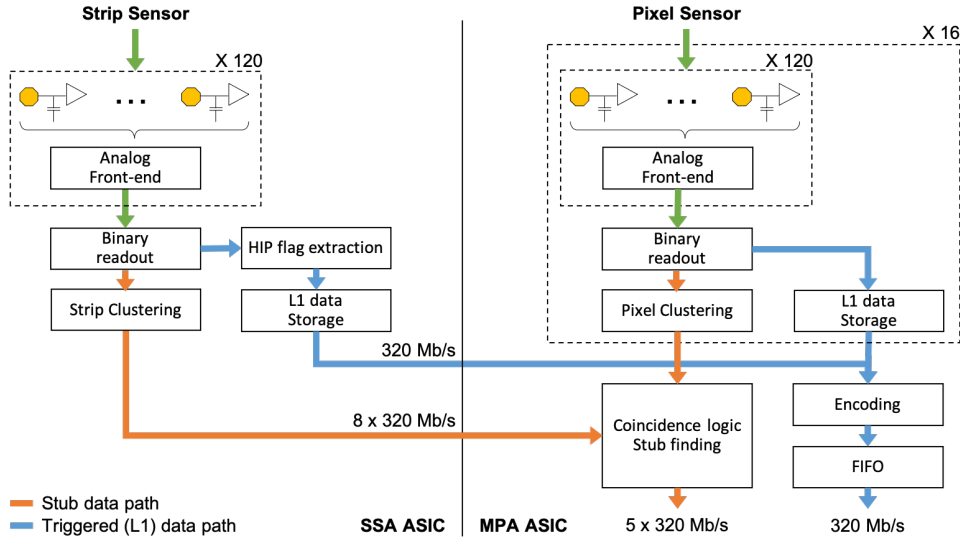 Strip Sensor
X 120
...
Analog
Front-end
Binary
readout
HIP flag extraction
Strip Clustering
L1 data
Storage
320 Mb/s
8 x 320 Mb/s
Stub data path
Triggered (L1) data path
SSA ASIC
Pixel Sensor
X 16
X 120
...
Analog
Front-end
Binary
readout
Pixel Clustering
L1 data
Storage
Coincidence logic
Stub finding
Encoding
FIFO
MPA ASIC
5 x 320 Mb/s
320 Mb/s